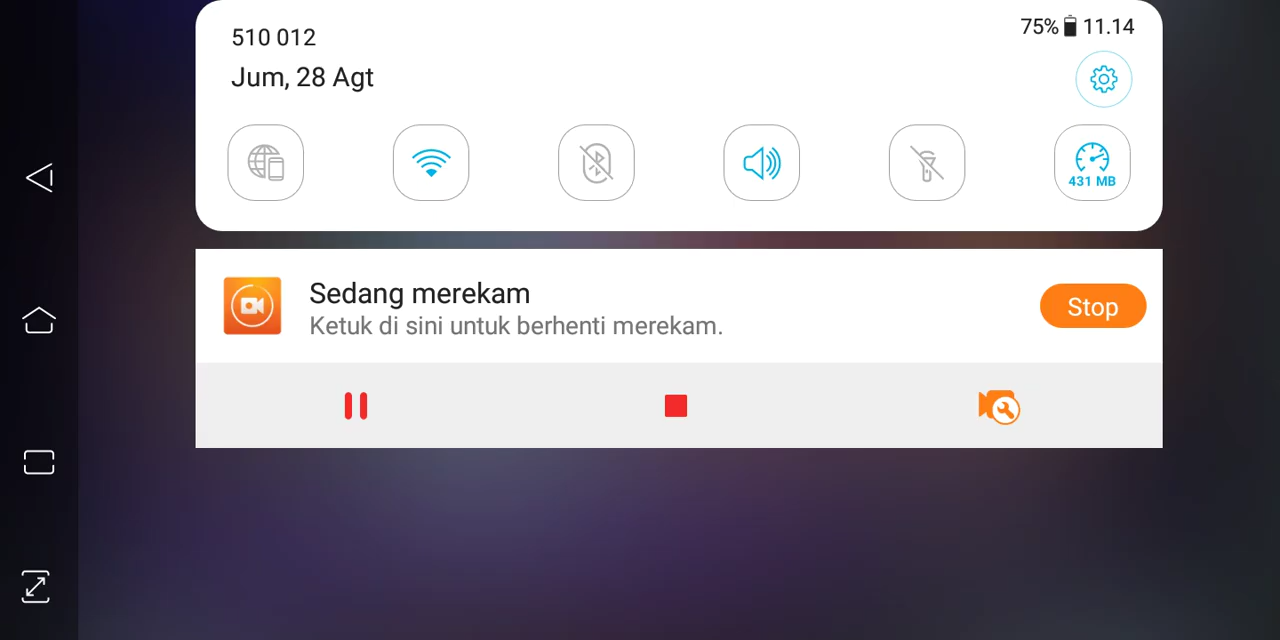 510 012
75% 11.14
Jum, 28 Agt
431 MB
Sedang merekam
Ketuk di sini untuk berhenti merekam.
Stop